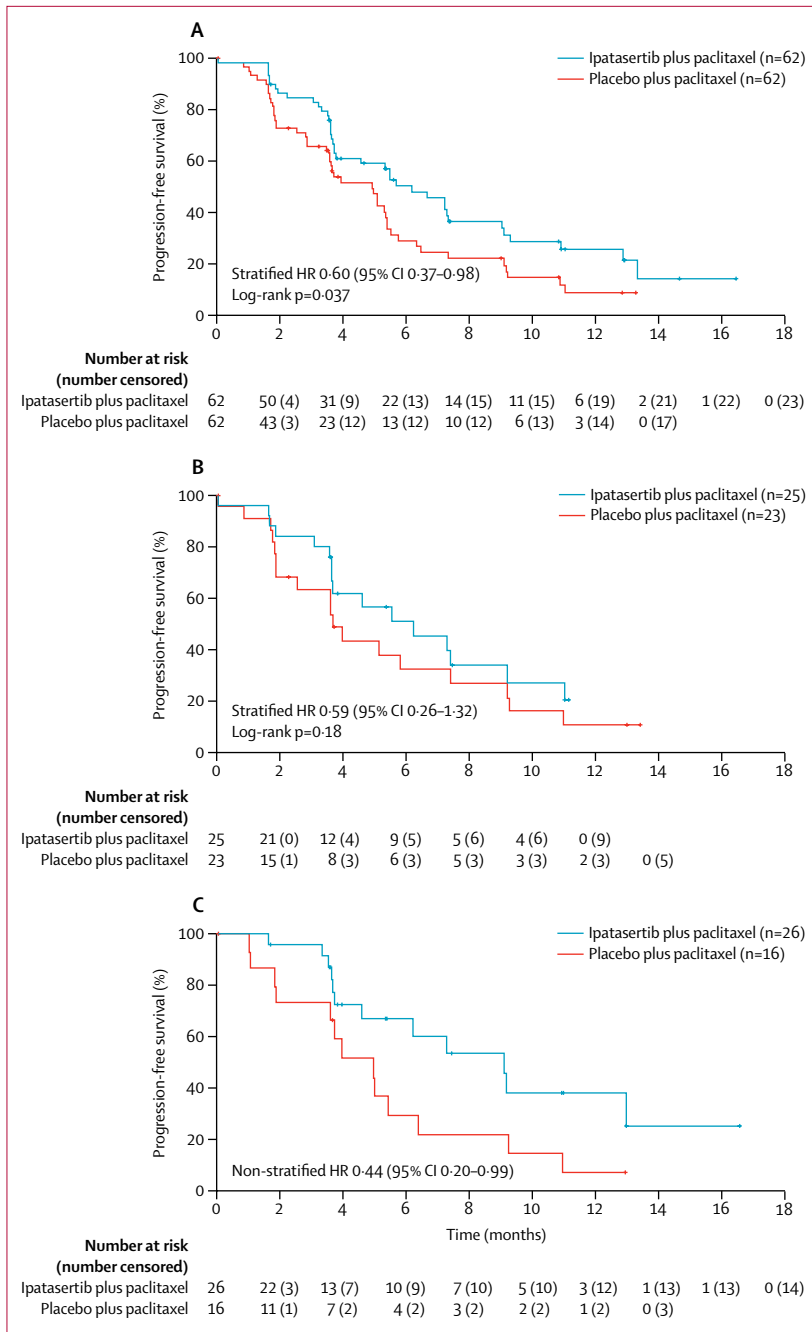 A
100
80
60
40
20
0
Progression-free survival (%)
Ipatasertib plus paclitaxel (n=62)
Placebo plus paclitaxel (n=62)
Stratified HR 0·60 (95% CI 0·37–0·98)
Log-rank p=0·037
0 2 4 6 8 10 12 14 16 18
Number at risk
(number censored)
Ipatasertib plus paclitaxel 62 50 (4) 31 (9) 22 (13) 14 (15) 11 (15) 6 (19) 2 (21) 1 (22) 0 (23)
Placebo plus paclitaxel 62 43 (3) 23 (12) 13 (12) 10 (12) 6 (13) 3 (14) 0 (17)
B
100
80
60
40
20
0
Progression-free survival (%)
Ipatasertib plus paclitaxel (n=25)
Placebo plus paclitaxel (n=23)
Stratified HR 0·59 (95% CI 0·26–1·32)
Log-rank p=0·18
0 2 4 6 8 10 12 14 16 18
Number at risk
(number censored)
Ipatasertib plus paclitaxel 25 21 (0) 12 (4) 9 (5) 5 (6) 4 (6) 0 (9)
Placebo plus paclitaxel 23 15 (1) 8 (3) 6 (3) 5 (3) 3 (3) 2 (3) 0 (5)
C
100
80
60
40
20
0
Progression-free survival (%)
Ipatasertib plus paclitaxel (n=26)
Placebo plus paclitaxel (n=16)
Non-stratified HR 0·44 (95% CI 0·20–0·99)
0 2 4 6 8 10 12 14 16 18
Time (months)
Number at risk
(number censored)
Ipatasertib plus paclitaxel 26 22 (3) 13 (7) 10 (9) 7 (10) 5 (10) 3 (12) 1 (13) 1 (13) 0 (14)
Placebo plus paclitaxel 16 11 (1) 7 (2) 4 (2) 3 (2) 2 (2) 1 (2) 0 (3)